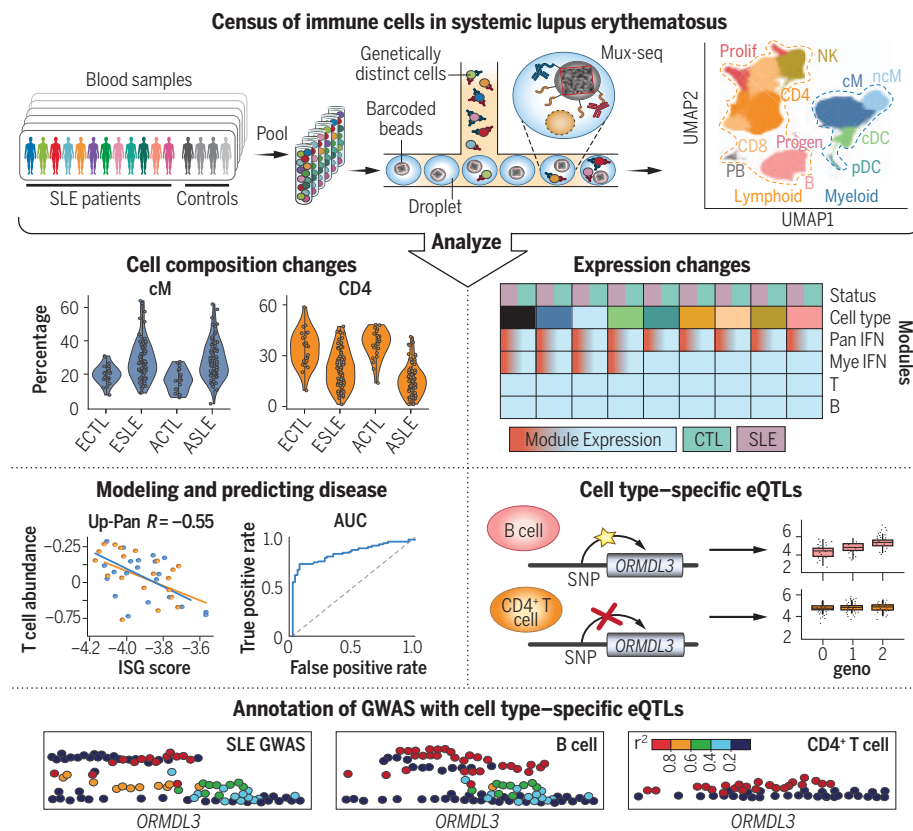 Census of immune cells in systemic lupus erythematosus
Blood samples
SLE patients
Controls
Pool
Genetically
distinct cells
Barcoded
beads
Droplet
Mux-seq
UMAP2
Prolif
NK
CD4
CD8
Progen
PB
B
cM
ncM
cDC
pDC
Lymphoid
Myeloid
UMAP1
Analyze
Cell composition changes
cM
CD4
Percentage
60
40
20
0
60
30
0
ECTL
ESLE
ACTL
ASLE
ECTL
ESLE
ACTL
ASLE
Expression changes
Status
Cell type
Pan IFN
Mye IFN
T
B
Modules
Module Expression
CTL
SLE
Modeling and predicting disease
Up-Pan R = –0.55
T cell abundance
–0.25
0
–0.75
–4.2
–4.0
–3.8
–3.6
ISG score
AUC
True positive rate
1.0
0.5
0
0.5
1.0
False positive rate
Cell type–specific eQTLs
B cell
SNP
ORMDL3
CD4+ T
cell
SNP
ORMDL3
6
4
2
6
4
2
0
1
2
geno
Annotation of GWAS with cell type–specific eQTLs
SLE GWAS
ORMDL3
B cell
ORMDL3
r²
0.8
0.6
0.4
0.2
CD4+ T cell
ORMDL3